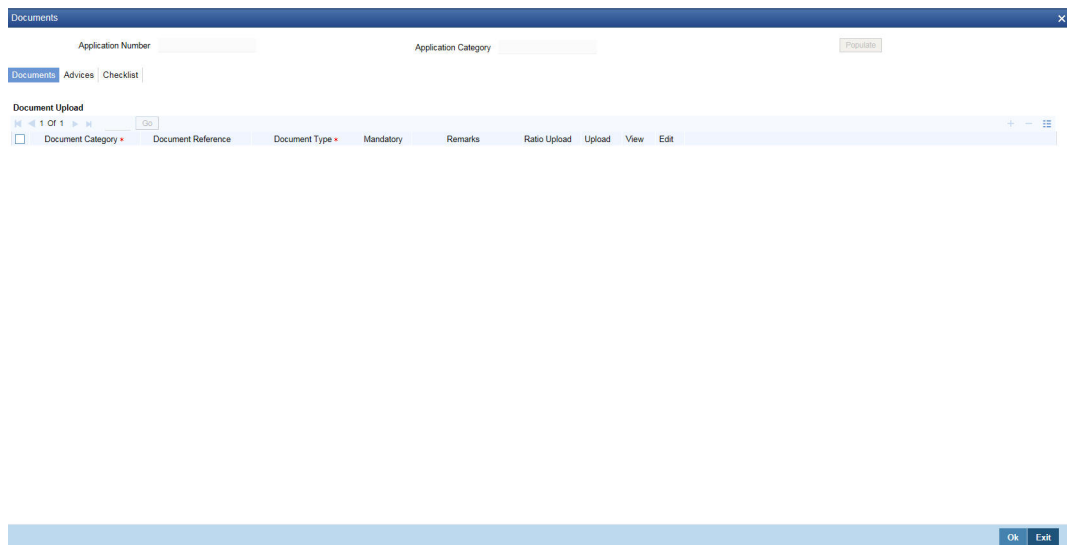 Documents
Application Number Application Category Populate
Documents Advices Checklist
Document Upload
1 Of 1 Go
Document Category * Document Reference Document Type * Mandatory Remarks Ratio Upload Upload View Edit
Ok Exit